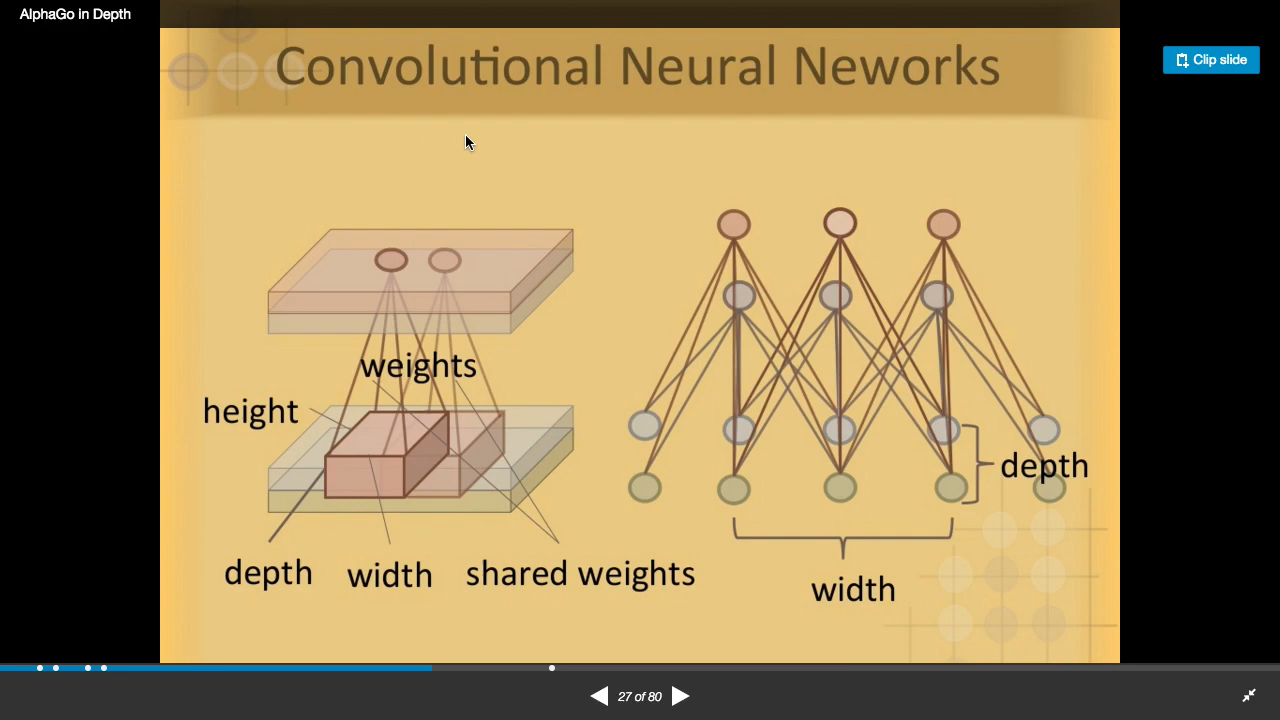 AlphaGo in Depth
Clip slide
Convolutional Neural Neworks
weights
height
depth
width
shared weights
depth
width
27 of 80